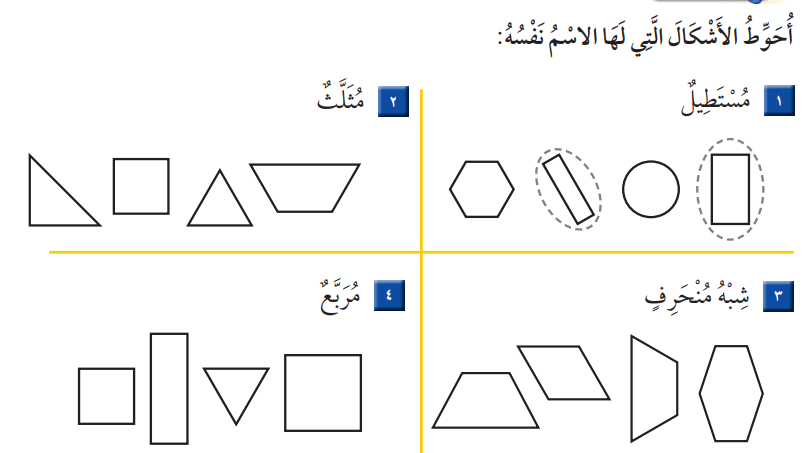 أُحَوِّطُ الأَشْكَالَ الَّتِي لَهَا الاسْمُ نَفْسُهُ:
١ مُسْتَطِيلٌ
٢ مُثَلَّثٌ
٣ شِبْهُ مُنْحَرِفٍ
٤ مُرَبَّعٌ